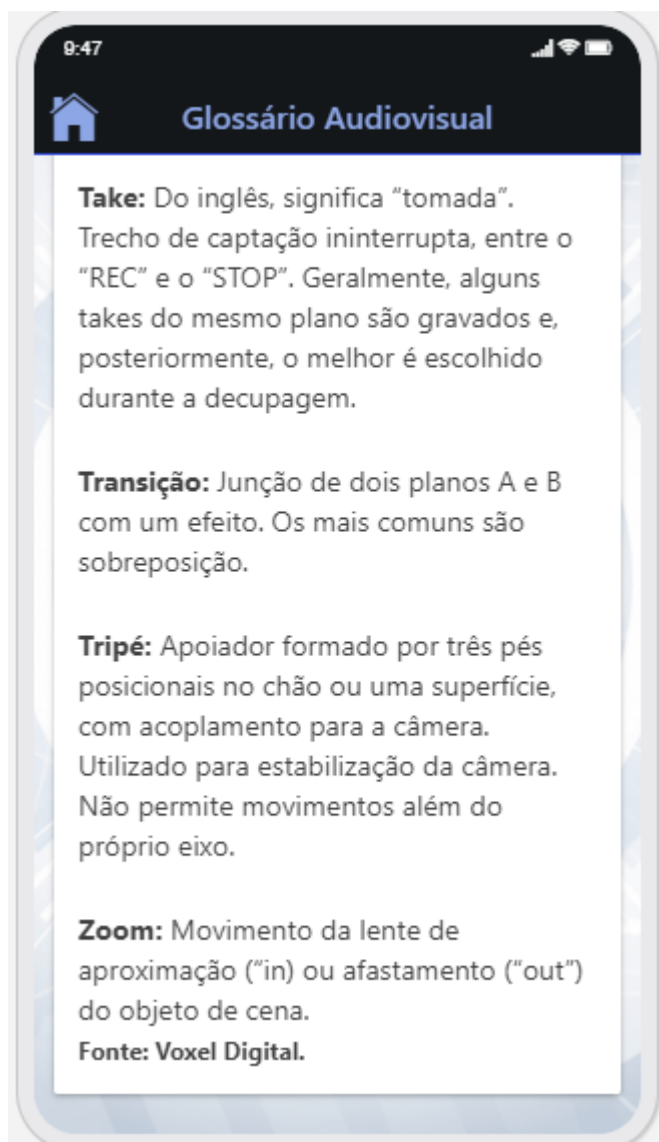 9:47
Glossário Audiovisual
Take: Do inglês, significa “tomada”.
Trecho de captação ininterrupta, entre o
“REC” e o “STOP”. Geralmente, alguns
takes do mesmo plano são gravados e,
posteriormente, o melhor é escolhido
durante a decupagem.
Transição: Junção de dois planos A e B
com um efeito. Os mais comuns são
sobreposição.
Tripé: Apoiador formado por três pés
posicionais no chão ou uma superfície,
com acoplamento para a câmera.
Utilizado para estabilização da câmera.
Não permite movimentos além do
próprio eixo.
Zoom: Movimento da lente de
aproximação (“in) ou afastamento (“out”)
do objeto de cena.
Fonte: Voxel Digital.